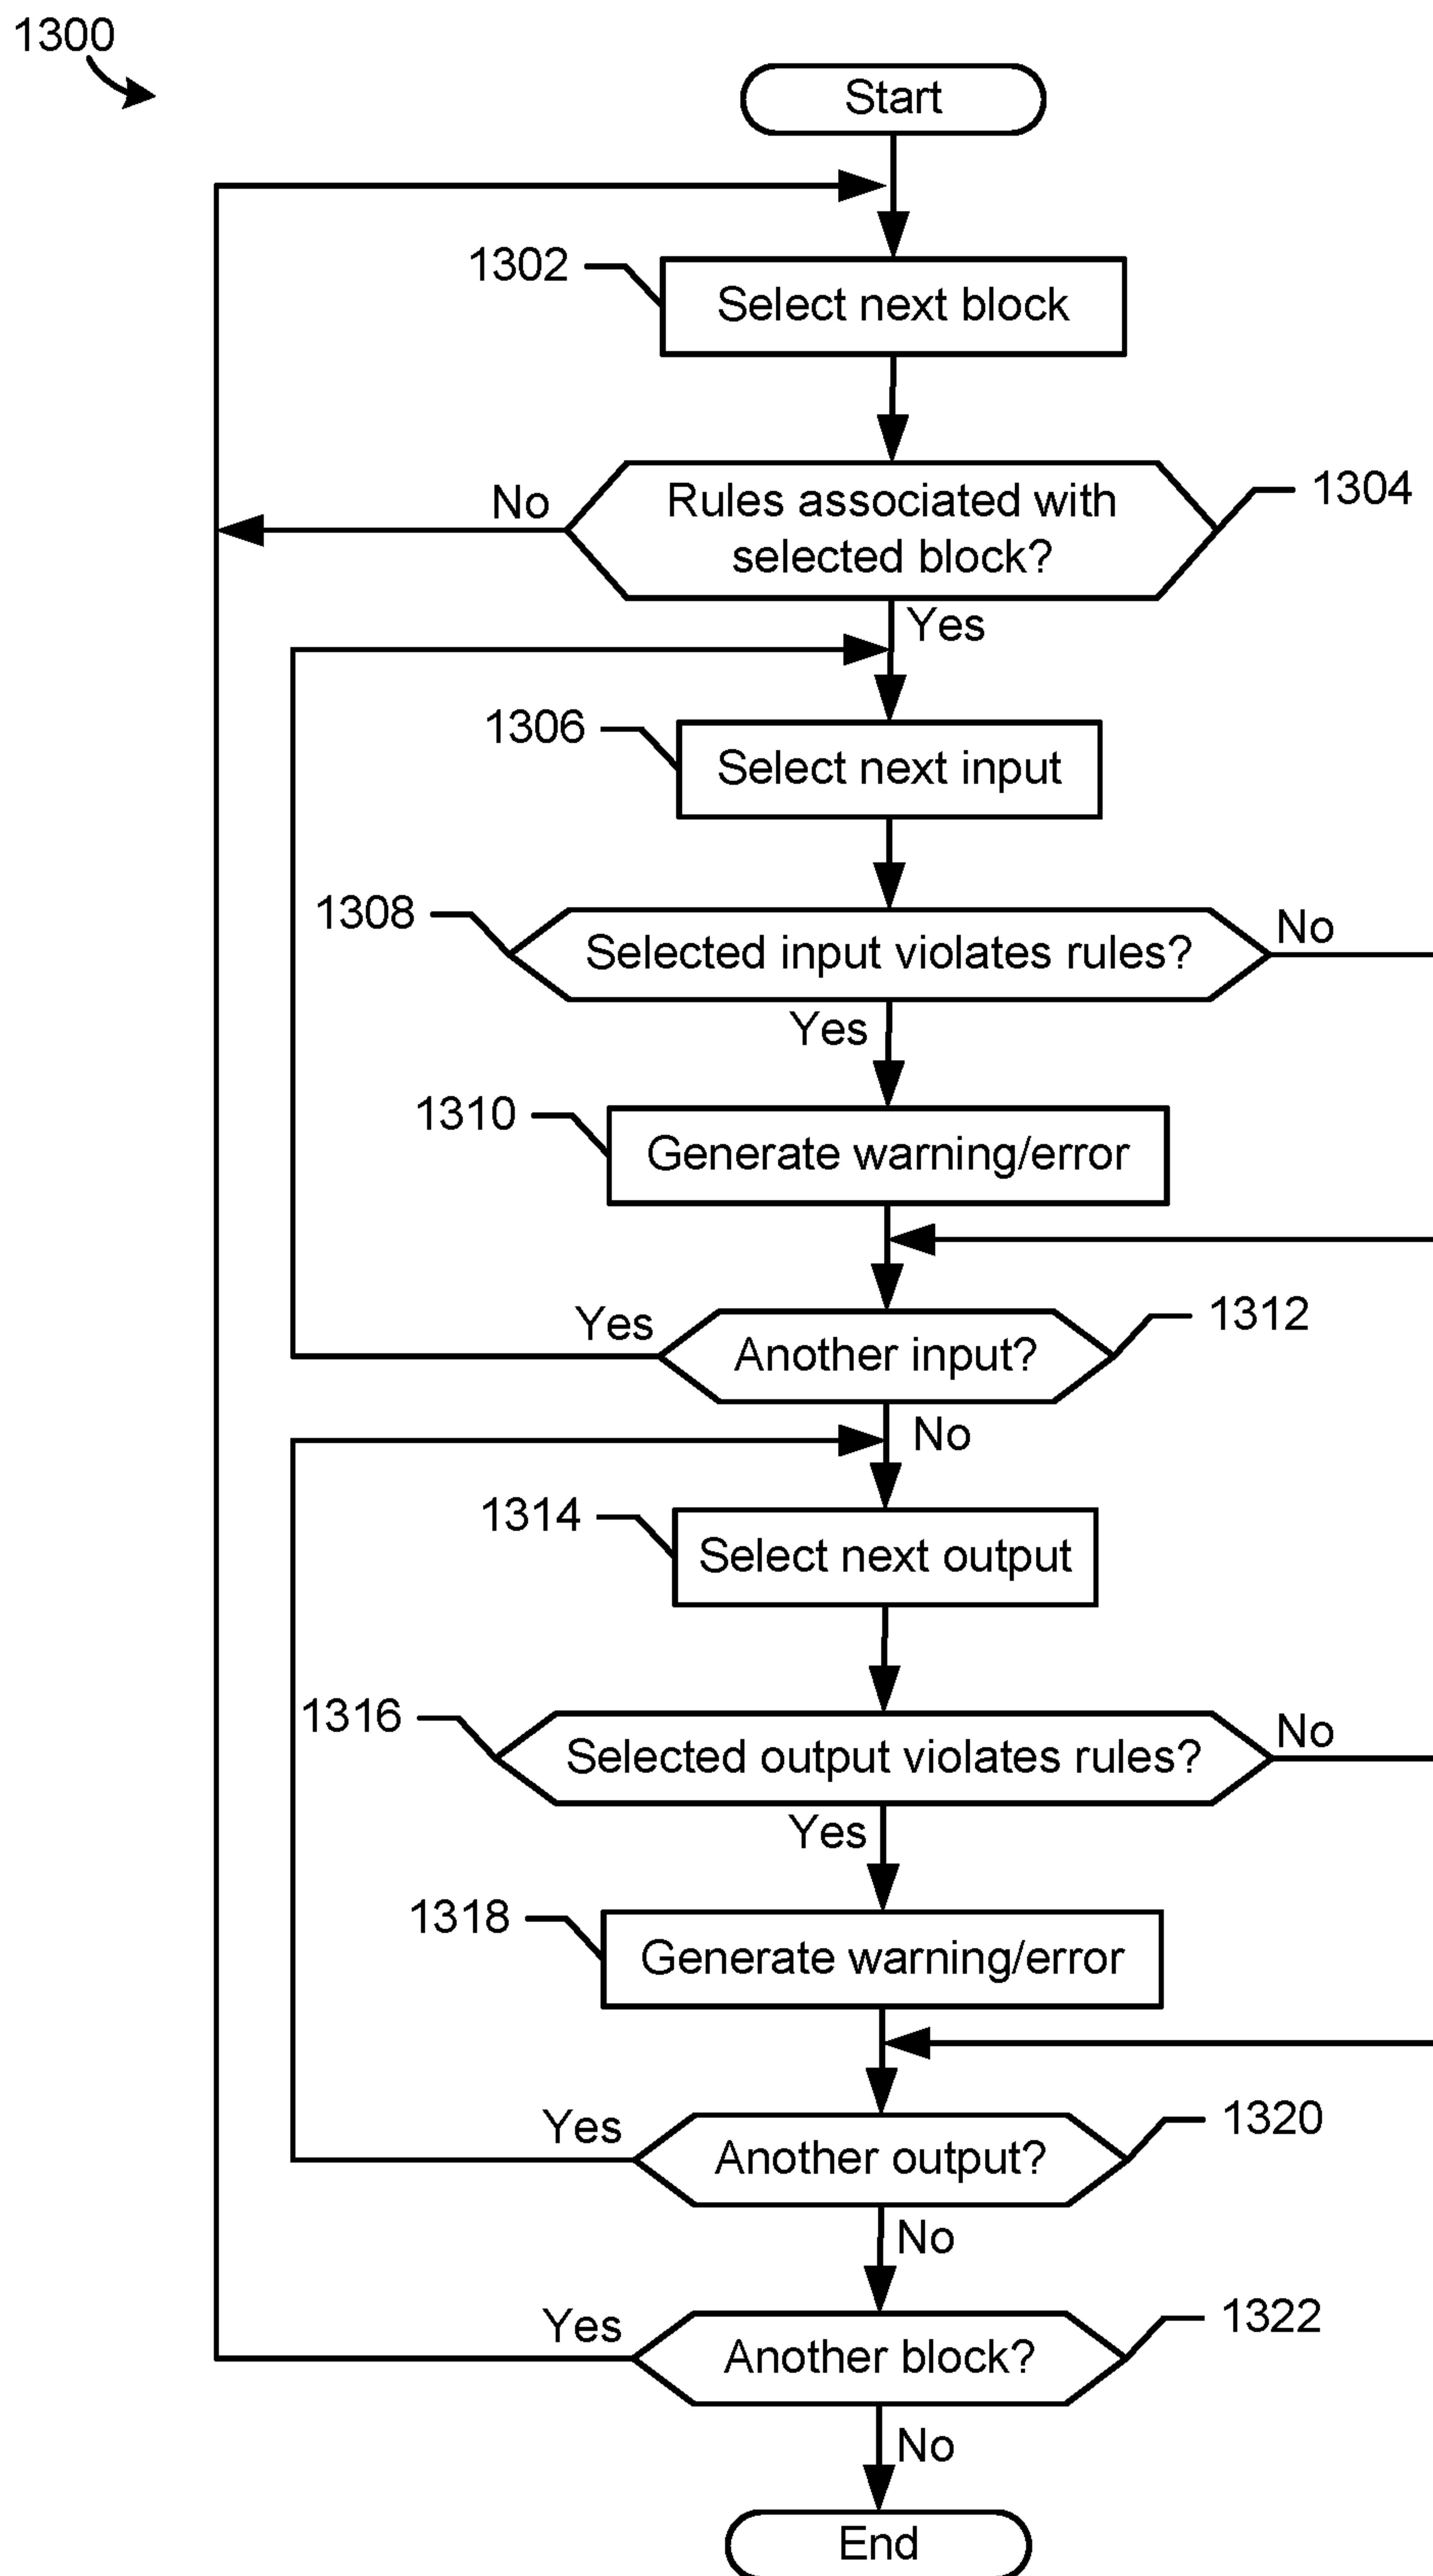 1300
Start
1302
Select next block
No
Rules associated with
selected block?
1304
Yes
1306
Select next input
1308
Selected input violates rules?
No
Yes
1310
Generate warning/error
Yes
Another input?
1312
No
1314
Select next output
1316
Selected output violates rules?
No
Yes
1318
Generate warning/error
Yes
Another output?
1320
No
Yes
Another block?
1322
No
End